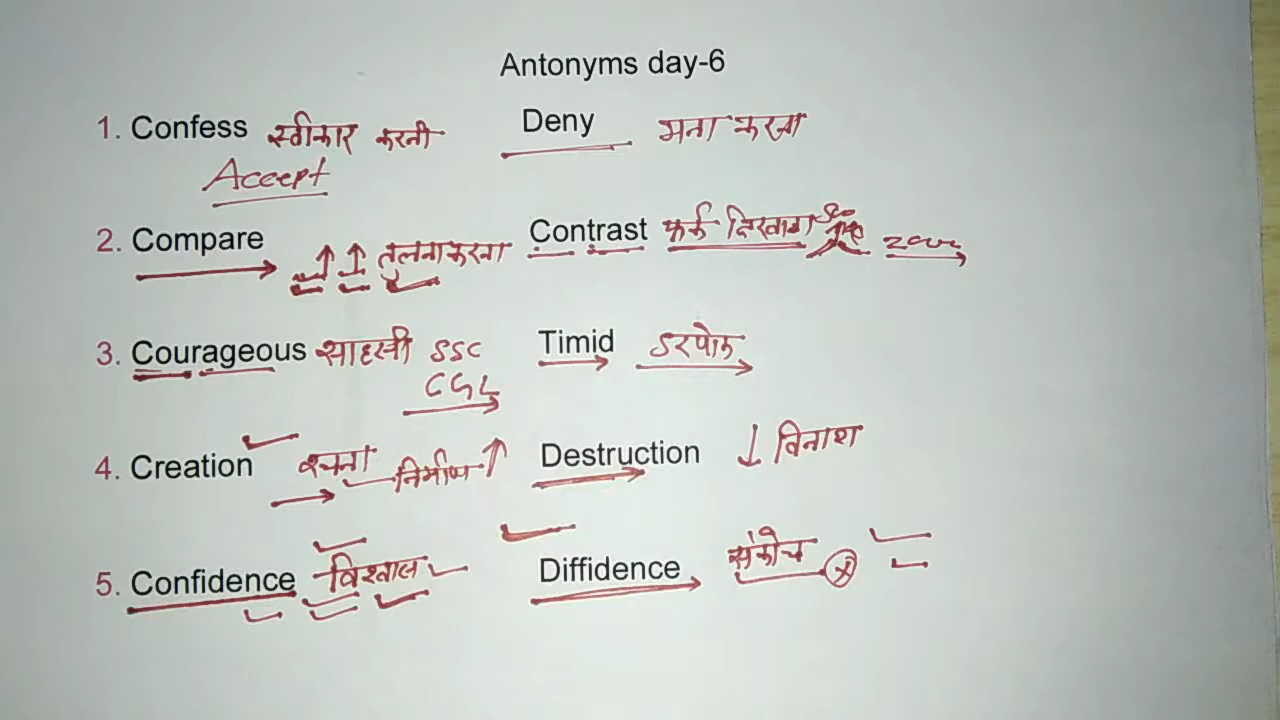 Antonyms day-6
1. Confess स्वीकार करनी Deny मना करना
Accept
2. Compare तुलना करना Contrast फर्क दिखाना
3. Courageous साहसी SSC Timid डरपोक
CGL
4. Creation रचना निर्माण Destruction विनाश
5. Confidence विश्वास Diffidence संकोच